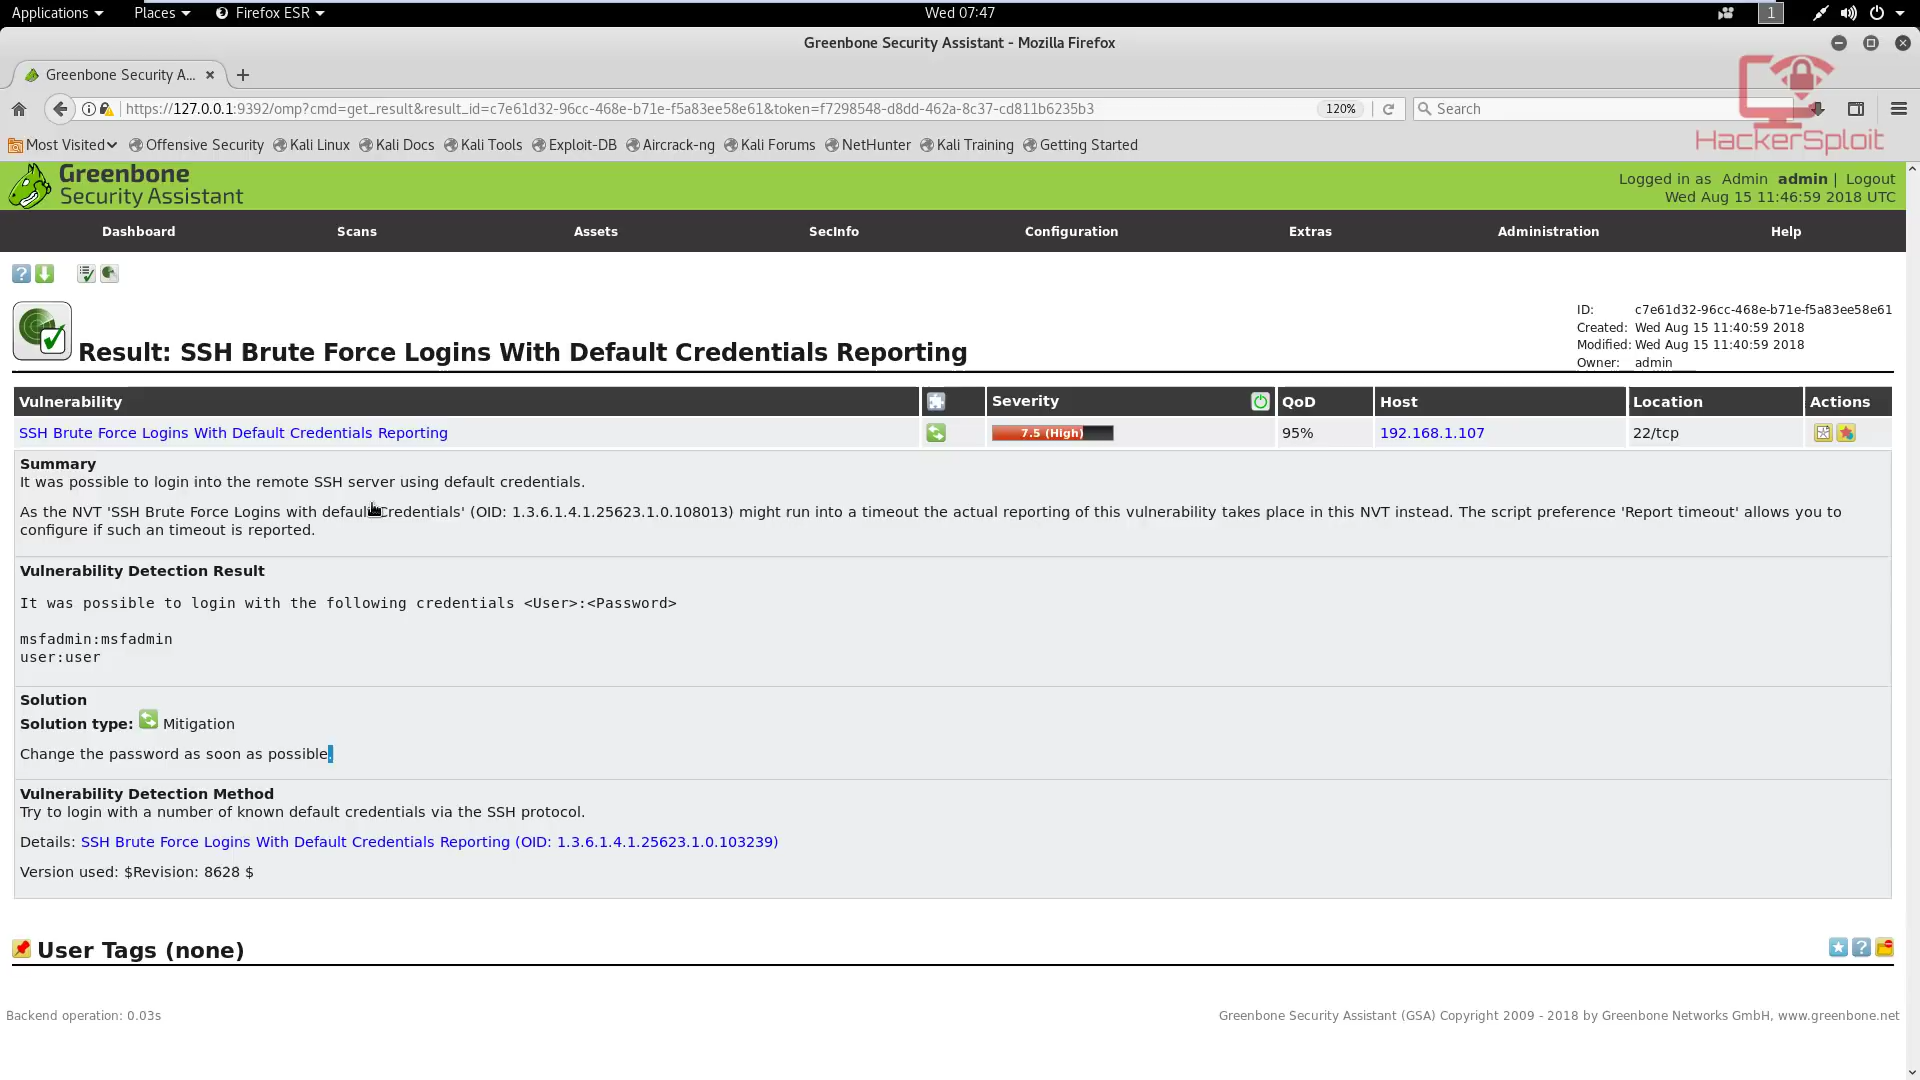 Applications Places Firefox ESR Wed 07:47 1
Greenbone Security Assistant - Mozilla Firefox
Greenbone Security A...
https://127.0.0.1:9392/omp?cmd=get_result&result_id=c7e61d32-96cc-468e-b71e-f5a83ee58e61&token=f7298548-d8dd-462a-8c37-cd811b6235b3 120% Search
HackerSploit
Most Visited Offensive Security Kali Linux Kali Docs Kali Tools Exploit-DB Aircrack-ng Kali Forums NetHunter Kali Training Getting Started
Greenbone
Security Assistant
Logged in as Admin admin | Logout
Wed Aug 15 11:46:59 2018 UTC
Dashboard Scans Assets SecInfo Configuration Extras Administration Help
Result: SSH Brute Force Logins With Default Credentials Reporting
ID: c7e61d32-96cc-468e-b71e-f5a83ee58e61
Created: Wed Aug 15 11:40:59 2018
Modified: Wed Aug 15 11:40:59 2018
Owner: admin
Vulnerability Severity QoD Host Location Actions
SSH Brute Force Logins With Default Credentials Reporting 7.5 (High) 95% 192.168.1.107 22/tcp
Summary
It was possible to login into the remote SSH server using default credentials.
As the NVT 'SSH Brute Force Logins with default Credentials' (OID: 1.3.6.1.4.1.25623.1.0.108013) might run into a timeout the actual reporting of this vulnerability takes place in this NVT instead. The script preference 'Report timeout' allows you to
configure if such an timeout is reported.
Vulnerability Detection Result
It was possible to login with the following credentials <User>:<Password>
msfadmin:msfadmin
user:user
Solution
Solution type: Mitigation
Change the password as soon as possible.
Vulnerability Detection Method
Try to login with a number of known default credentials via the SSH protocol.
Details: SSH Brute Force Logins With Default Credentials Reporting (OID: 1.3.6.1.4.1.25623.1.0.103239)
Version used: $Revision: 8628 $
User Tags (none)
Backend operation: 0.03s
Greenbone Security Assistant (GSA) Copyright 2009 - 2018 by Greenbone Networks GmbH, www.greenbone.net